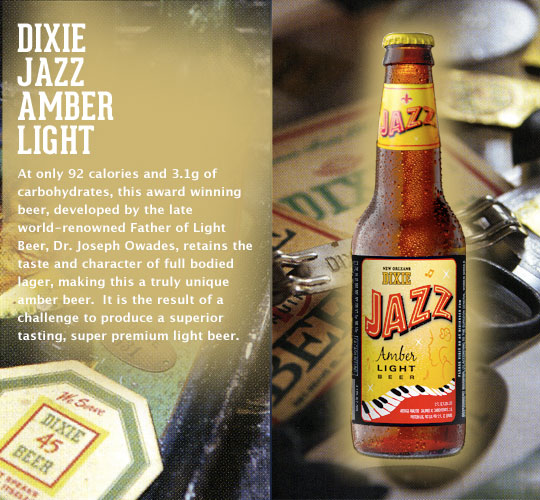 DIXIE
JAZZ
AMBER
LIGHT
At only 92 calories and 3.1g of
carbohydrates, this award winning
beer, developed by the late
world-renowned Father of Light
Beer, Dr. Joseph Owades, retains the
taste and character of full bodied
lager, making this a truly unique
amber beer. It is the result of a
challenge to produce a superior
tasting, super premium light beer.
We Serve
DIXIE
45
BEER
DIXIE
BEER
JAZZ
NEW ORLEANS
DIXIE
JAZZ
Amber
LIGHT
BEER